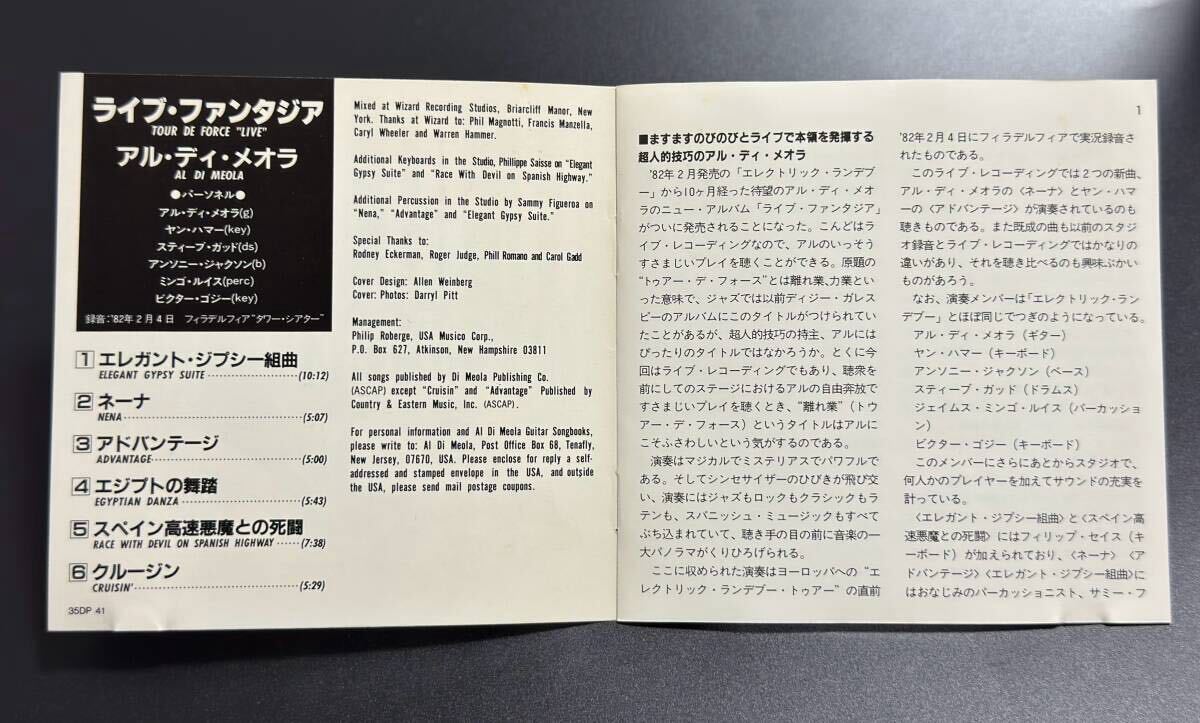 ライブ・ファンタジア
TOUR DE FORCE "LIVE"
アル・ディ・メオラ
AL DI MEOLA
●パーソネル●
アル・ディ・メオラ(g)
ヤン・ハマー(key)
スティーブ・ガッド(ds)
アンソニー・ジャクソン(b)
ミンゴ・ルイス(perc)
ビクター・ゴジー(key)
録音:'82年2月4日 フィラデルフィア"タワー・シアター"
1 エレガント・ジプシー組曲
ELEGANT GYPSY SUITE (10:12)
2 ネーナ
NENA (5:07)
3 アドバンテージ
ADVANTAGE (5:00)
4 エジプトの舞踏
EGYPTIAN DANZA (5:43)
5 スペイン高速悪魔との死闘
RACE WITH DEVIL ON SPANISH HIGHWAY (7:38)
6 クルージン
CRUISIN' (5:29)
35DP 41
Mixed at Wizard Recording Studios, Briarcliff Manor, New
York. Thanks at Wizard to: Phil Magnotti, Francis Manzella,
Caryl Wheeler and Warren Hammer.
Additional Keyboards in the Studio, Phillippe Saisse on "Elegant
Gypsy Suite" and "Race With Devil on Spanish Highway."
Additional Percussion in the Studio by Sammy Figueroa on
"Nena," "Advantage" and "Elegant Gypsy Suite."
Special Thanks to:
Rodney Eckerman, Roger Judge, Phill Romano and Carol Gadd
Cover Design: Allen Weinberg
Cover: Photos: Darryl Pitt
Management:
Philip Roberge, USA Musico Corp.,
P.O. Box 627, Atkinson, New Hampshire 03811
All songs published by Di Meola Publishing Co.
(ASCAP) except "Cruisin" and "Advantage" Published by
Country & Eastern Music, Inc. (ASCAP).
For personal information and Al Di Meola Guitar Songbooks,
please write to: Al Di Meola, Post Office Box 68, Tenafly,
New Jersey, 07670, USA. Please enclose for reply a self-
addressed and stamped envelope in the USA, and outside
the USA, please send mail postage coupons.
1
■ますますのびのびとライブで本領を発揮する
超人的技巧のアル・ディ・メオラ
'82年2月発売の「エレクトリック・ランデブ
ー」から10ヶ月経った待望のアル・ディ・メオ
ラのニュー・アルバム「ライブ・ファンタジア」
がついに発売されることになった。こんどはラ
イブ・レコーディングなので、アルのいっそう
すさまじいプレイを聴くことができる。原題の
"トゥアー・デ・フォース"とは離れ業、力業とい
った意味で、ジャズでは以前ディジー・ガレス
ピーのアルバムにこのタイトルがつけられてい
たことがあるが、超人的技巧の持主、アルには
ぴったりのタイトルではなかろうか。とくに今
回はライブ・レコーディングでもあり、聴衆を
前にしてのステージにおけるアルの自由奔放で
すさまじいプレイを聴くとき、"離れ業"(トゥ
アー・デ・フォース)というタイトルはアルに
こそふさわしいという気がするのである。
演奏はマジカルでミステリアスでパワフルで
ある。そしてシンセサイザーのひびきが飛び交
い、演奏にはジャズもロックもクラシックもラ
テンも、スパニッシュ・ミュージックもすべて
ぶち込まれていて、聴き手の目の前に音楽の一
大パノラマがくりひろげられる。
ここに収められた演奏はヨーロッパへの"エ
レクトリック・ランデブー・トゥアー"の直前
'82年2月4日にフィラデルフィアで実況録音さ
れたものである。
このライブ・レコーディングでは2つの新曲、
アル・ディ・メオラの〈ネーナ〉とヤン・ハマ
ーの〈アドバンテージ〉が演奏されているのも
聴きものである。また既成の曲も以前のスタジ
オ録音とライブ・レコーディングではかなりの
違いがあり、それを聴き比べるのも興味ぶかい
ものがあろう。
なお、演奏メンバーは「エレクトリック・ラン
デブー」とほぼ同じでつぎのようになっている。
アル・ディ・メオラ(ギター)
ヤン・ハマー(キーボード)
アンソニー・ジャクソン(ベース)
スティーブ・ガッド(ドラムス)
ジェイムス・ミンゴ・ルイス(パーカッショ
ン)
ビクター・ゴジー(キーボード)
このメンバーにさらにあとからスタジオで、
何人かのプレイヤーを加えてサウンドの充実を
計っている。
〈エレガント・ジプシー組曲〉と〈スペイン高
速悪魔との死闘〉にはフィリップ・セイス(キ
ーボード)が加えられており、〈ネーナ〉〈ア
ドバンテージ〉〈エレガント・ジプシー組曲〉に
はおなじみのパーカッショニスト、サミー・フ